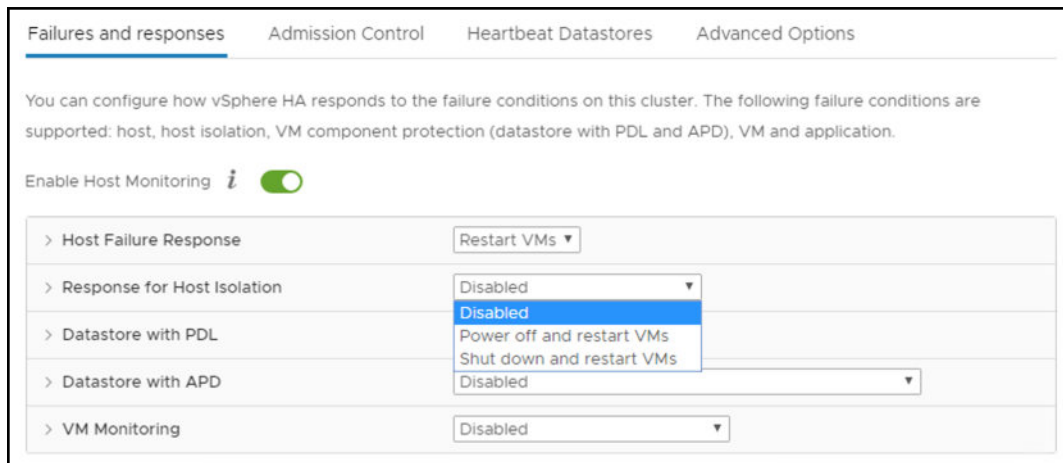 Failures and responses Admission Control Heartbeat Datastores Advanced Options
You can configure how vSphere HA responds to the failure conditions on this cluster. The following failure conditions are
supported: host, host isolation, VM component protection (datastore with PDL and APD), VM and application.
Enable Host Monitoring i
> Host Failure Response Restart VMs ▼
> Response for Host Isolation Disabled ▼
Disabled
> Datastore with PDL Power off and restart VMs
Shut down and restart VMs
> Datastore with APD Disabled ▼
> VM Monitoring Disabled ▼